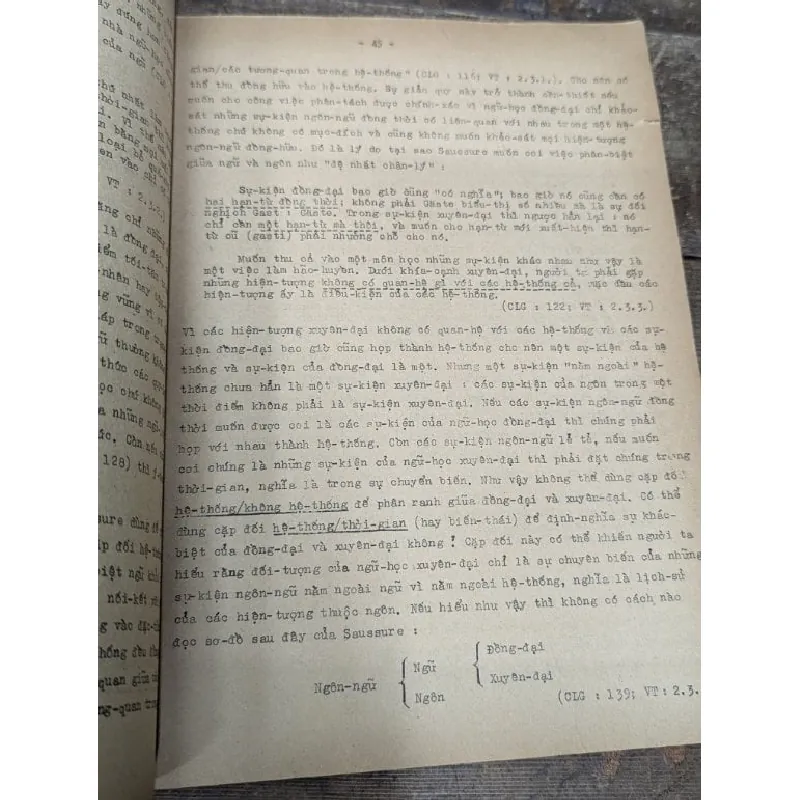 - 85 -
gian/các tương-quan trong hệ-thống" (CLG : 116; VT : 2.3.1.). Cho nên có
thể thu đồng hữu vào hệ-thống. Sự giản quy này trở thành cần-thiết nếu
muốn cho công việc phân-tách được chính-xác vì ngữ-học đồng-đại chỉ khảo-
sát những sự-kiện ngôn-ngữ đồng thời có liên-quan với nhau trong một hệ-
thống chứ không có mục-đích và cũng không muốn khảo-sát mọi hiện-tượng
ngôn-ngữ đồng-hữu. Đó là lý do tại sao Saussure muốn coi việc phân-biệt
giữa ngữ và ngôn như "đệ nhất chân-lý" :
Sự-kiện đồng-đại bao giờ cũng "có nghĩa"; bao giờ nó cũng cần có
hai hạn-từ đồng thời; không phải Gäste biểu-thị số nhiều mà là sự đối
nghịch Gast : Gäste. Trong sự-kiện xuyên-đại thì ngược hẳn lại : nó
chỉ cần một hạn-từ mà thôi, và muốn cho hạn-từ mới xuất-hiện thì hạn-
từ cũ (gasti) phải nhường chỗ cho nó.
Muốn thu cả vào một môn học những sự-kiện khác nhau như vậy là
một việc làm hão-huyền. Dưới khía-cạnh xuyên-đại, người ta phải gặp
những hiện-tượng không có quan-hệ gì với các hệ-thống cả, mặc dầu các
hiện-tượng ấy là điều-kiện của các hệ-thống.
(CLG : 122; VT : 2.3.3.)
Vì các hiện-tượng xuyên-đại không có quan-hệ với các hệ-thống và các sự-
kiện đồng-đại bao giờ cũng họp thành hệ-thống cho nên một sự-kiện của hệ
thống và sự-kiện của đồng-đại là một. Nhưng một sự-kiện "nằm ngoài" hệ-
thống chưa hẳn là một sự-kiện xuyên-đại : các sự-kiện của ngôn trong một
thời điểm không phải là sự-kiện xuyên-đại. Nếu các sự-kiện ngôn-ngữ đồng
thời muốn được coi là các sự-kiện của ngữ-học đồng-đại thì chúng phải
họp với nhau thành hệ-thống. Còn các sự-kiện ngôn-ngữ lẻ tẻ, nếu muốn
coi chúng là những sự-kiện của ngữ-học xuyên-đại thì phải đặt chúng trong
thời-gian, nghĩa là trong sự chuyển biến. Như vậy không thể dùng cặp đối
hệ-thống/không hệ-thống để phân ranh giữa đồng-đại và xuyên-đại. Có thể
dùng cặp đối hệ-thống/thời-gian (hay biến-thái) để định-nghĩa sự khác-
biệt của đồng-đại và xuyên-đại không ! Cặp đối này có thể khiến người ta
hiểu rằng đối-tượng của ngữ-học xuyên-đại chỉ là sự chuyên biến của những
sự-kiện ngôn-ngữ nằm ngoài ngữ vì nằm ngoài hệ-thống, nghĩa là lịch-sử
của các hiện-tượng thuộc ngôn. Nếu hiểu như vậy thì không có cách nào
đọc sơ-đồ sau đây của Saussure :
Ngôn-ngữ { Ngữ { Đồng-đại
Xuyên-đại
Ngôn
(CLG : 139; VT: 2.3.